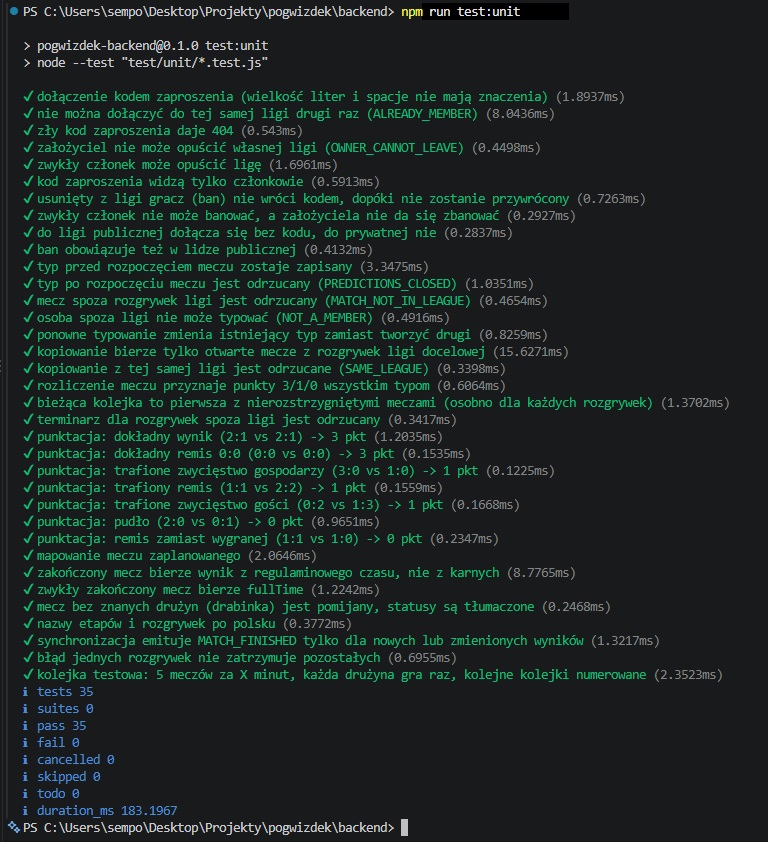 PS C:\Users\sempo\Desktop\Projekty\pogwizdek\backend> npm run test:unit
> pogwizdek-backend@0.1.0 test:unit
> node --test "test/unit/*.test.js"
✓ dołączenie kodem zaproszenia (wielkość liter i spacje nie mają znaczenia) (1.8937ms)
✓ nie można dołączyć do tej samej ligi drugi raz (ALREADY_MEMBER) (8.0436ms)
✓ zły kod zaproszenia daje 404 (0.543ms)
✓ założyciel nie może opuścić własnej ligi (OWNER_CANNOT_LEAVE) (0.4498ms)
✓ zwykły członek może opuścić ligę (1.6961ms)
✓ kod zaproszenia widzą tylko członkowie (0.5913ms)
✓ usunięty z ligi gracz (ban) nie wróci kodem, dopóki nie zostanie przywrócony (0.7263ms)
✓ zwykły członek nie może banować, a założyciela nie da się zbanować (0.2927ms)
✓ do ligi publicznej dołącza się bez kodu, do prywatnej nie (0.2837ms)
✓ ban obowiązuje też w lidze publicznej (0.4132ms)
✓ typ przed rozpoczęciem meczu zostaje zapisany (3.3475ms)
✓ typ po rozpoczęciu meczu jest odrzucany (PREDICTIONS_CLOSED) (1.0351ms)
✓ mecz spoza rozgrywek ligi jest odrzucany (MATCH_NOT_IN_LEAGUE) (0.4654ms)
✓ osoba spoza ligi nie może typować (NOT_A_MEMBER) (0.4916ms)
✓ ponowne typowanie zmienia istniejący typ zamiast tworzyć drugi (0.8259ms)
✓ kopiowanie bierze tylko otwarte mecze z rozgrywek ligi docelowej (15.6271ms)
✓ kopiowanie z tej samej ligi jest odrzucane (SAME_LEAGUE) (0.3398ms)
✓ rozliczenie meczu przyznaje punkty 3/1/0 wszystkim typom (0.6064ms)
✓ bieżąca kolejka to pierwsza z nierozstrzygniętymi meczami (osobno dla każdych rozgrywek) (1.3702ms)
✓ terminarz dla rozgrywek spoza ligi jest odrzucany (0.3417ms)
✓ punktacja: dokładny wynik (2:1 vs 2:1) -> 3 pkt (1.2035ms)
✓ punktacja: dokładny remis 0:0 (0:0 vs 0:0) -> 3 pkt (0.1535ms)
✓ punktacja: trafione zwycięstwo gospodarzy (3:0 vs 1:0) -> 1 pkt (0.1225ms)
✓ punktacja: trafiony remis (1:1 vs 2:2) -> 1 pkt (0.1559ms)
✓ punktacja: trafione zwycięstwo gości (0:2 vs 1:3) -> 1 pkt (0.1668ms)
✓ punktacja: pudło (2:0 vs 0:1) -> 0 pkt (0.9651ms)
✓ punktacja: remis zamiast wygranej (1:1 vs 1:0) -> 0 pkt (0.2347ms)
✓ mapowanie meczu zaplanowanego (2.0646ms)
✓ zakończony mecz bierze wynik z regulaminowego czasu, nie z karnych (8.7765ms)
✓ zwykły zakończony mecz bierze fullTime (1.2242ms)
✓ mecz bez znanych drużyn (drabinka) jest pomijany, statusy są tłumaczone (0.2468ms)
✓ nazwy etapów i rozgrywek po polsku (0.3772ms)
✓ synchronizacja emituje MATCH_FINISHED tylko dla nowych lub zmienionych wyników (1.3217ms)
✓ błąd jednych rozgrywek nie zatrzymuje pozostałych (0.6955ms)
✓ kolejka testowa: 5 meczów za X minut, każda drużyna gra raz, kolejne kolejki numerowane (2.3523ms)
ℹ tests 35
ℹ suites 0
ℹ pass 35
ℹ fail 0
ℹ cancelled 0
ℹ skipped 0
ℹ todo 0
ℹ duration_ms 183.1967
PS C:\Users\sempo\Desktop\Projekty\pogwizdek\backend>